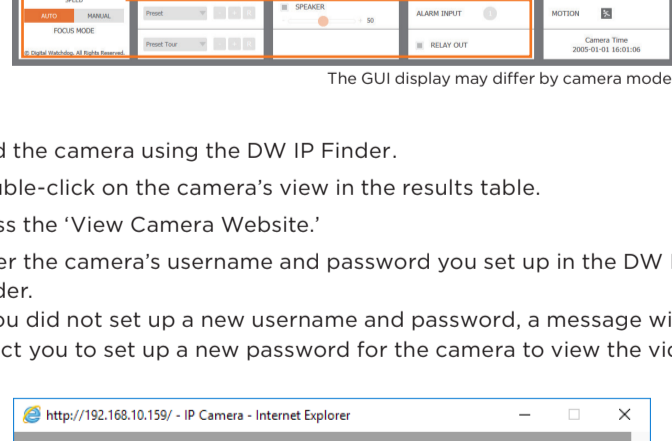 SPEED
AUTO MANUAL
FOCUS MODE
© Digital Watchdog. All Rights Reserved.
Preset
Preset Tour
SPEAKER
50
ALARM INPUT
RELAY OUT
MOTION
Camera Time
2005-01-01 16:01:06
The GUI display may differ by camera mode
d the camera using the DW IP Finder.
uble-click on the camera’s view in the results table.
ss the ‘View Camera Website.’
er the camera’s username and password you set up in the DW
der.
ou did not set up a new username and password, a message wi
ct you to set up a new password for the camera to view the vid
http://192.168.10.159/ - IP Camera - Internet Explorer